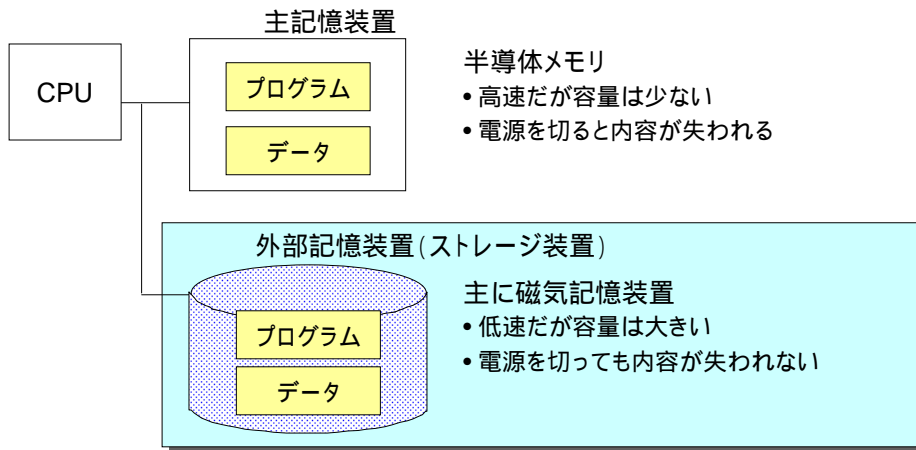 主記憶装置
CPU
プログラム
データ
半導体メモリ
• 高速だが容量は少ない
• 電源を切ると内容が失われる
外部記憶装置(ストレージ装置)
プログラム
データ
主に磁気記憶装置
• 低速だが容量は大きい
• 電源を切っても内容が失われない